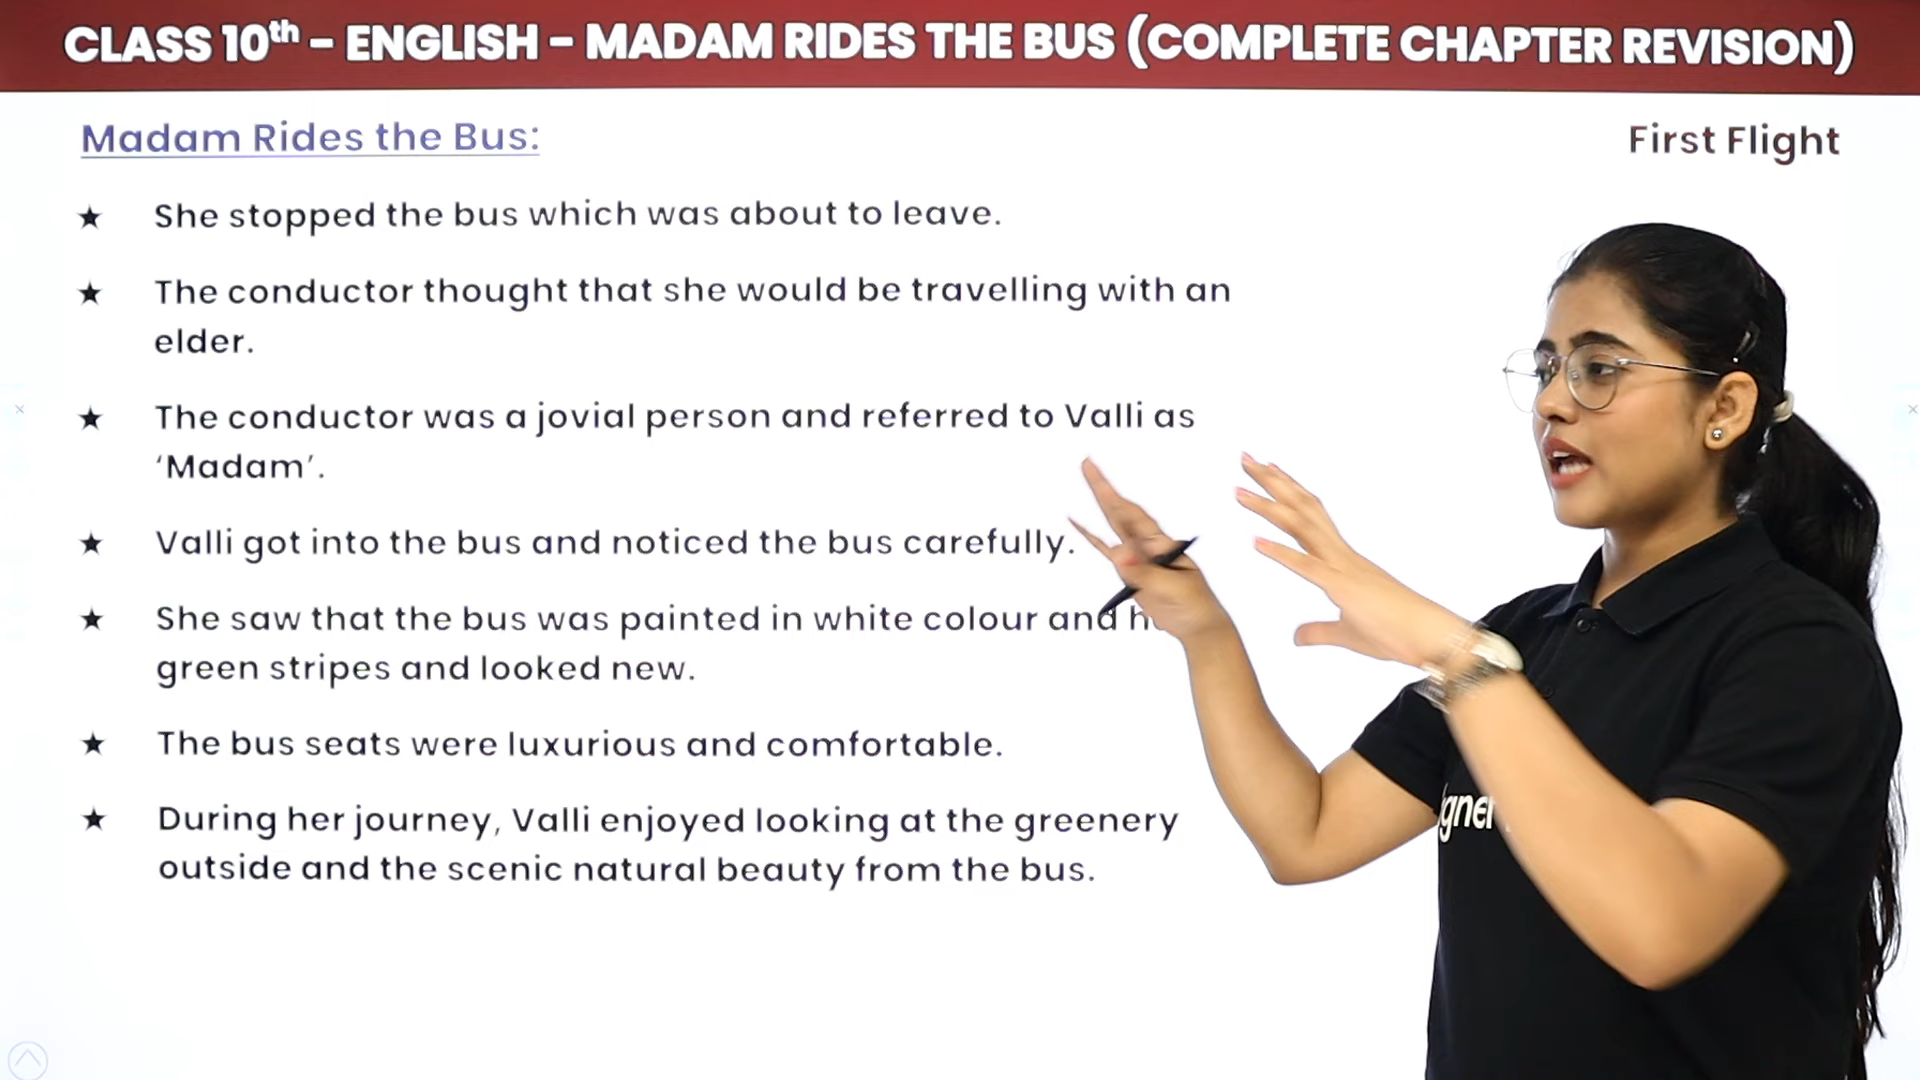 CLASS 10th – ENGLISH – MADAM RIDES THE BUS (COMPLETE CHAPTER REVISION)
Madam Rides the Bus:
First Flight
★ She stopped the bus which was about to leave.
★ The conductor thought that she would be travelling with an
elder.
★ The conductor was a jovial person and referred to Valli as
‘Madam’.
★ Valli got into the bus and noticed the bus carefully.
★ She saw that the bus was painted in white colour and
green stripes and looked new.
★ The bus seats were luxurious and comfortable.
★ During her journey, Valli enjoyed looking at the greenery
outside and the scenic natural beauty from the bus.